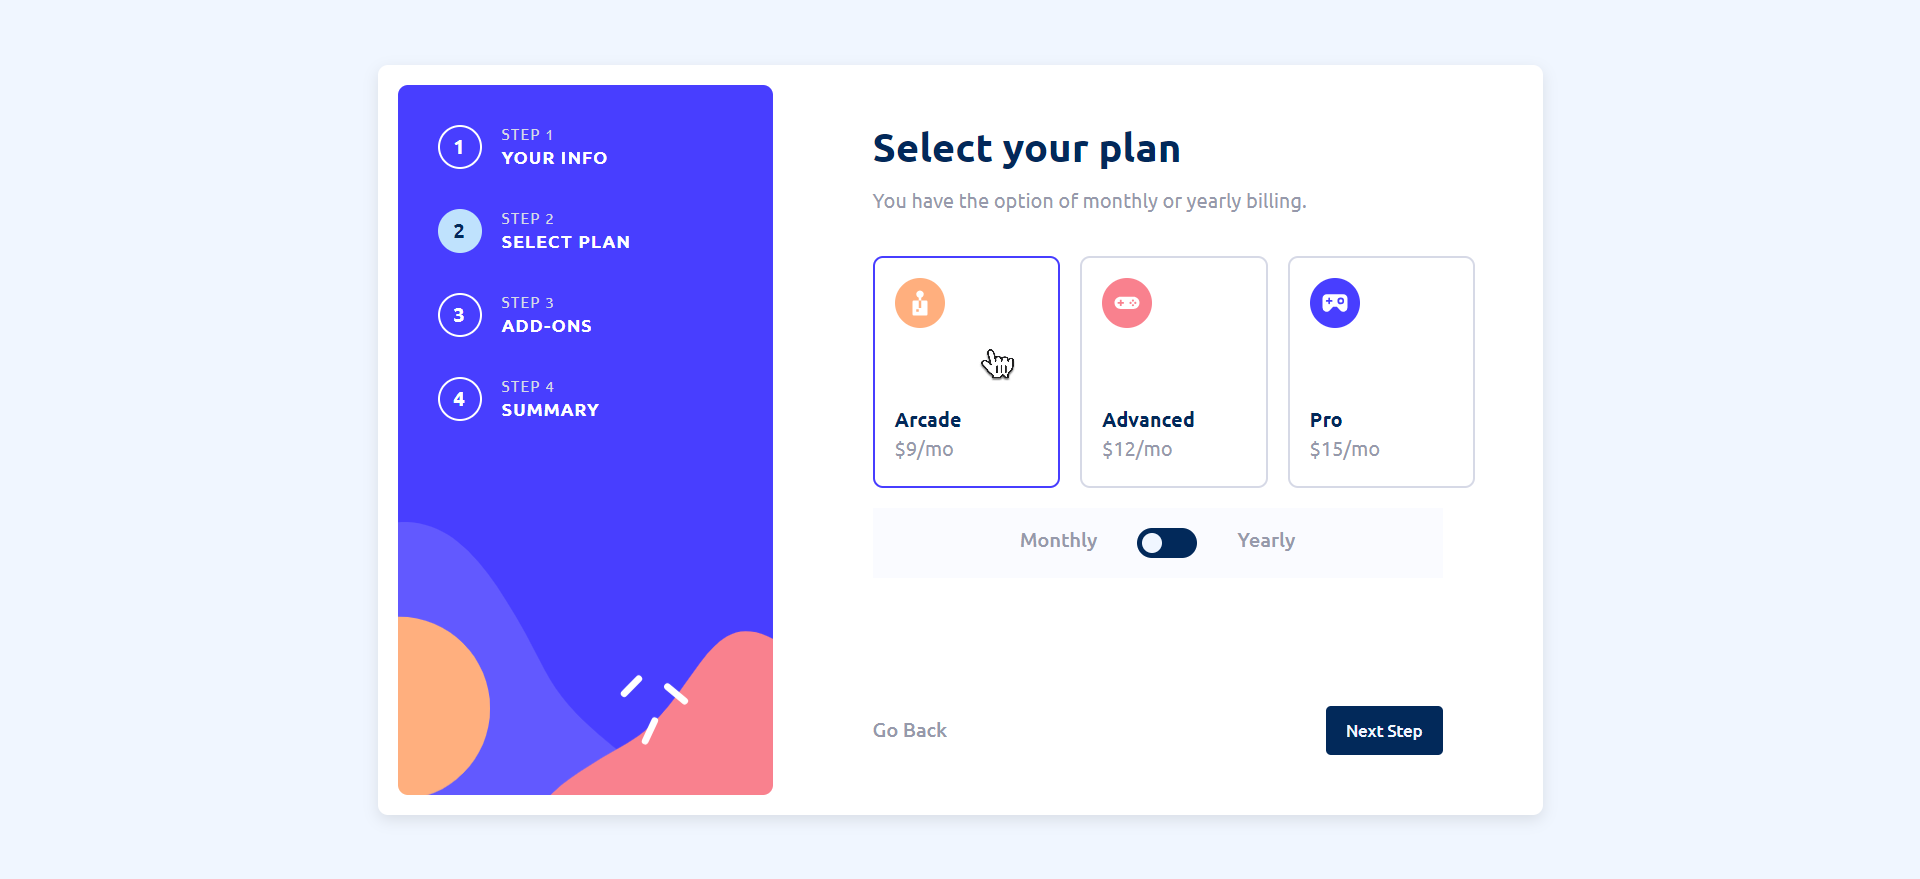 1
STEP 1
YOUR INFO
2
STEP 2
SELECT PLAN
3
STEP 3
ADD-ONS
4
STEP 4
SUMMARY
Select your plan
You have the option of monthly or yearly billing.
Arcade
$9/mo
Advanced
$12/mo
Pro
$15/mo
Monthly
Yearly
Go Back
Next Step